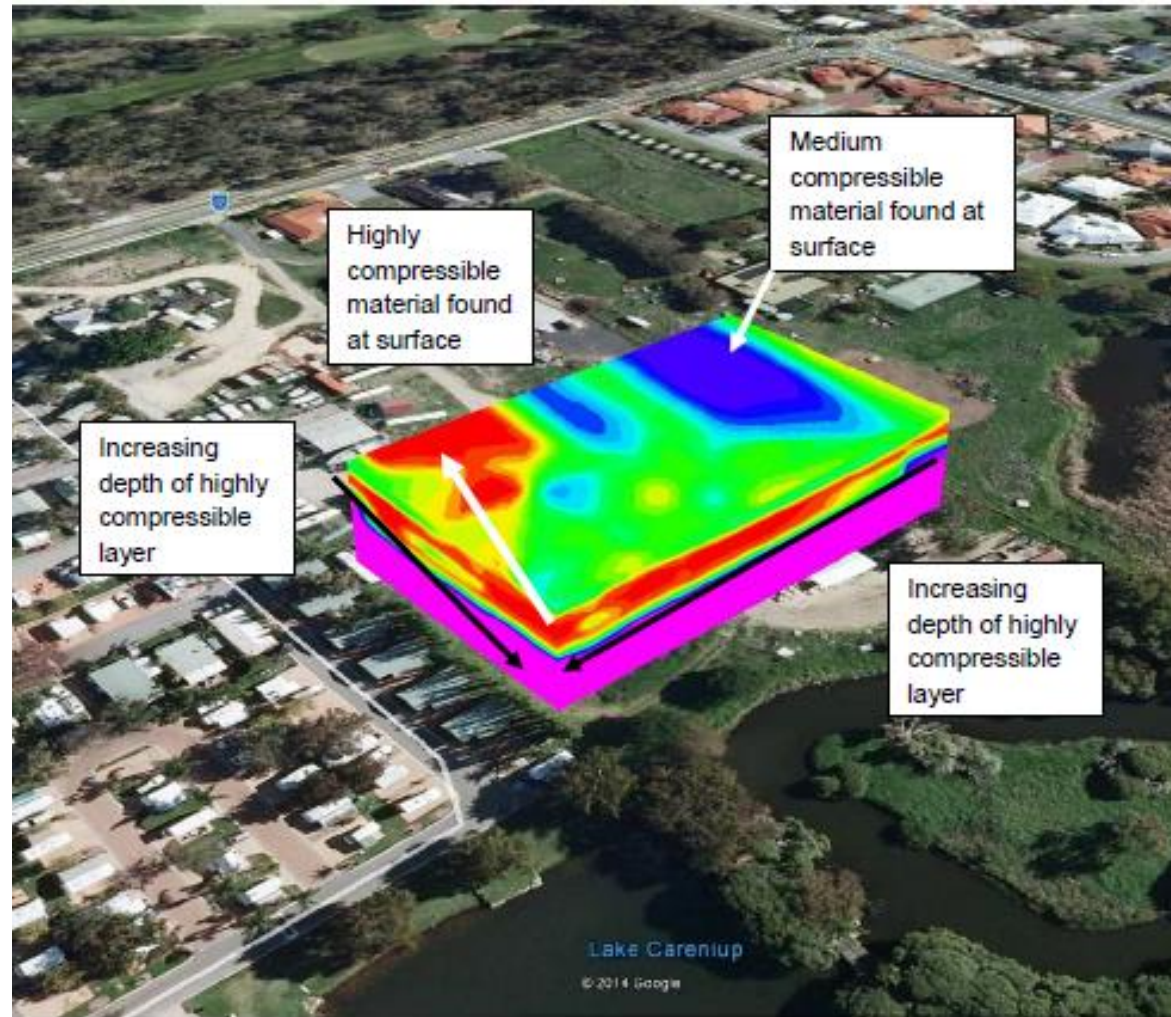 Medium
compressible
material found at
surface
Highly
compressible
material found
at surface
Increasing
depth of highly
compressible
layer
Increasing
depth of highly
compressible
layer
Lake Careniup
© 2014 Google